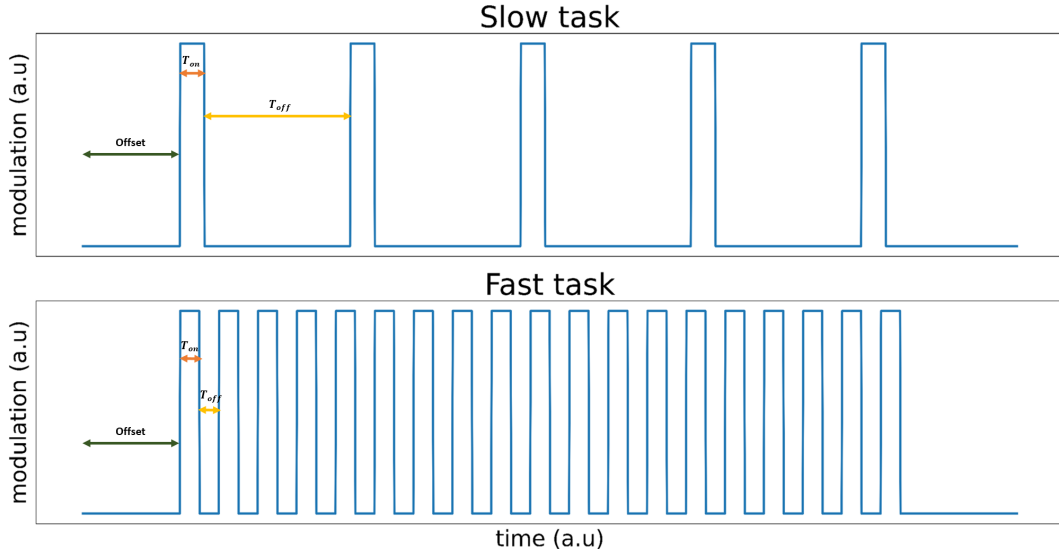 Slow task
modulation (a.u)
T_on
T_off
Offset
Fast task
modulation (a.u)
T_on
T_off
Offset
time (a.u)